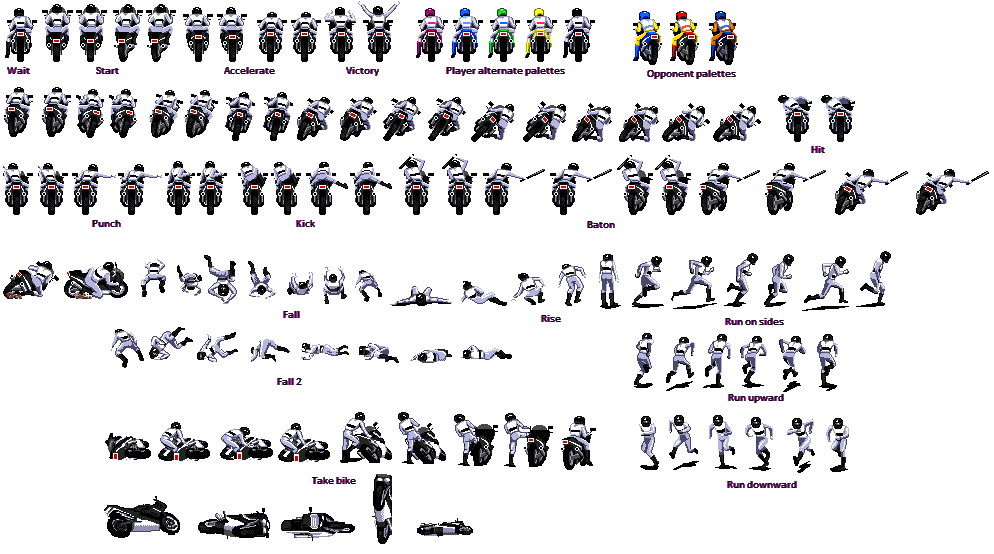 Wait
Start
Accelerate
Victory
Player alternate palettes
Opponent palettes
Hit
Punch
Kick
Baton
Fall
Rise
Run on sides
Fall 2
Run upward
Take bike
Run downward